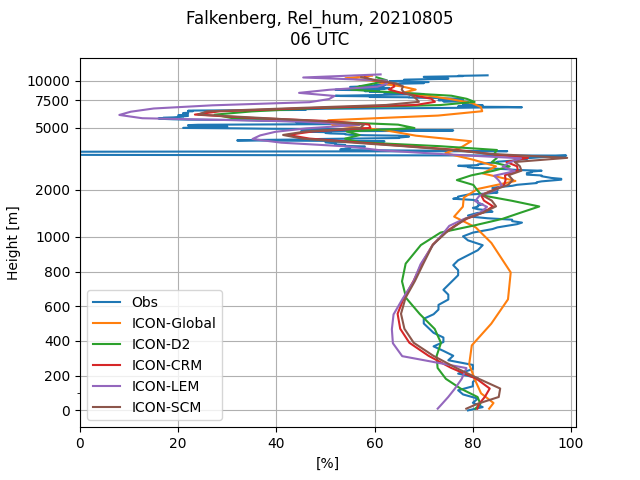 Falkenberg, Rel_hum, 20210805
06 UTC
10000
7500
5000
2000
1000
800
600
400
200
0
Height [m]
Obs
ICON-Global
ICON-D2
ICON-CRM
ICON-LEM
ICON-SCM
0 20 40 60 80 100
[%]